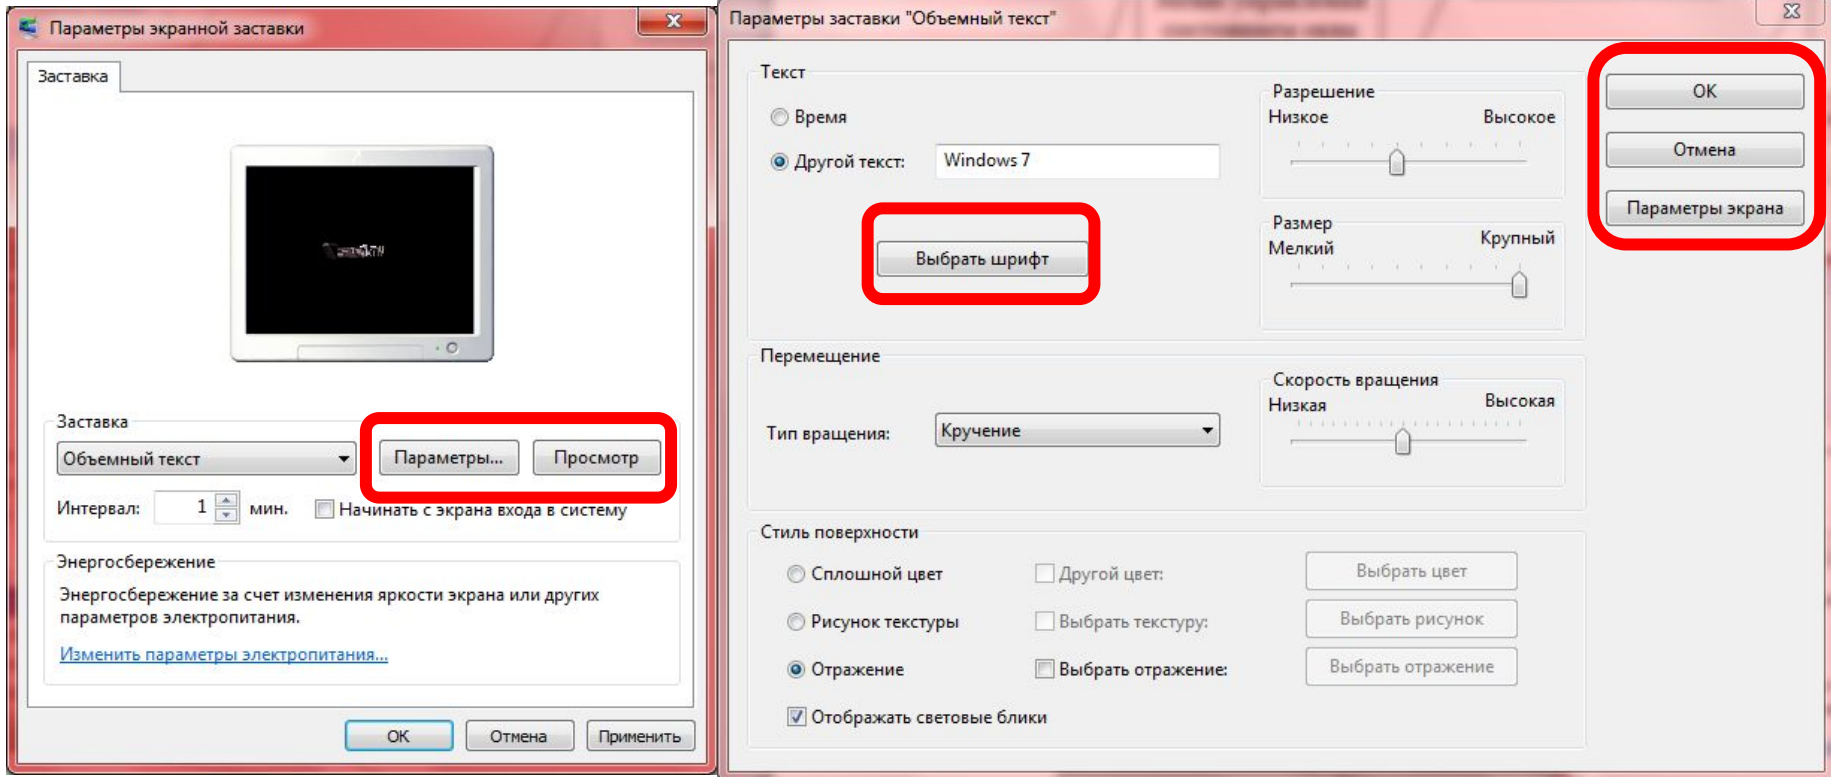 Параметры экранной заставки
Заставка
Заставка
Объемный текст
Параметры...
Просмотр
Интервал: 1 мин. Начинать с экрана входа в систему
Энергосбережение
Энергосбережение за счет изменения яркости экрана или других
параметров электропитания.
Изменить параметры электропитания...
ОК
Отмена
Применить
Параметры заставки "Объемный текст"
Текст
Время
Другой текст: Windows 7
Выбрать шрифт
Разрешение
Низкое Высокое
Размер
Мелкий Крупный
ОК
Отмена
Параметры экрана
Перемещение
Тип вращения: Кручение
Скорость вращения
Низкая Высокая
Стиль поверхности
Сплошной цвет Другой цвет: Выбрать цвет
Рисунок текстуры Выбрать текстуру: Выбрать рисунок
Отражение Выбрать отражение: Выбрать отражение
Отображать световые блики